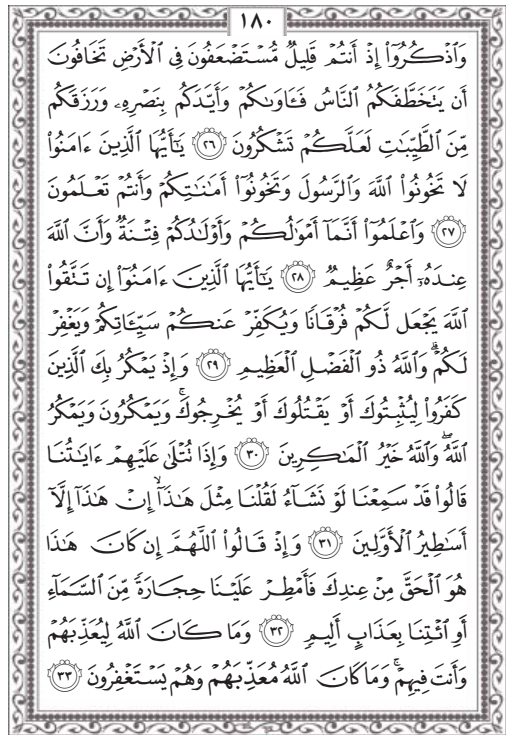 ١٨٠
وَٱذۡكُرُوٓاْ إِذۡ أَنتُمۡ قَلِيلٞ مُّسۡتَضۡعَفُونَ فِي ٱلۡأَرۡضِ تَخَافُونَ
أَن يَتَخَطَّفَكُمُ ٱلنَّاسُ فَـَٔاوَىٰكُمۡ وَأَيَّدَكُم بِنَصۡرِهِۦ وَرَزَقَكُم
مِّنَ ٱلطَّيِّبَٰتِ لَعَلَّكُمۡ تَشۡكُرُونَ ٢٦ يَٰٓأَيُّهَا ٱلَّذِينَ ءَامَنُواْ
لَا تَخُونُواْ ٱللَّهَ وَٱلرَّسُولَ وَتَخُونُوٓاْ أَمَٰنَٰتِكُمۡ وَأَنتُمۡ تَعۡلَمُونَ
٢٧ وَٱعۡلَمُوٓاْ أَنَّمَآ أَمۡوَٰلُكُمۡ وَأَوۡلَٰدُكُمۡ فِتۡنَةٞ وَأَنَّ ٱللَّهَ
عِندَهُۥٓ أَجۡرٌ عَظِيمٞ ٢٨ يَٰٓأَيُّهَا ٱلَّذِينَ ءَامَنُوٓاْ إِن تَتَّقُواْ
ٱللَّهَ يَجۡعَل لَّكُمۡ فُرۡقَانٗا وَيُكَفِّرۡ عَنكُمۡ سَيِّـَٔاتِكُمۡ وَيَغۡفِرۡ
لَكُمۡۗ وَٱللَّهُ ذُو ٱلۡفَضۡلِ ٱلۡعَظِيمِ ٢٩ وَإِذۡ يَمۡكُرُ بِكَ ٱلَّذِينَ
كَفَرُواْ لِيُثۡبِتُوكَ أَوۡ يَقۡتُلُوكَ أَوۡ يُخۡرِجُوكَۚ وَيَمۡكُرُونَ وَيَمۡكُرُ
ٱللَّهُۖ وَٱللَّهُ خَيۡرُ ٱلۡمَٰكِرِينَ ٣٠ وَإِذَا تُتۡلَىٰ عَلَيۡهِمۡ ءَايَٰتُنَا
قَالُواْ قَدۡ سَمِعۡنَا لَوۡ نَشَآءُ لَقُلۡنَا مِثۡلَ هَٰذَآ إِنۡ هَٰذَآ إِلَّآ
أَسَٰطِيرُ ٱلۡأَوَّلِينَ ٣١ وَإِذۡ قَالُواْ ٱللَّهُمَّ إِن كَانَ هَٰذَا
هُوَ ٱلۡحَقَّ مِنۡ عِندِكَ فَأَمۡطِرۡ عَلَيۡنَا حِجَارَةٗ مِّنَ ٱلسَّمَآءِ
أَوِ ٱئۡتِنَا بِعَذَابٍ أَلِيمٖ ٣٢ وَمَا كَانَ ٱللَّهُ لِيُعَذِّبَهُمۡ
وَأَنتَ فِيهِمۡۚ وَمَا كَانَ ٱللَّهُ مُعَذِّبَهُمۡ وَهُمۡ يَسۡتَغۡفِرُونَ ٣٣